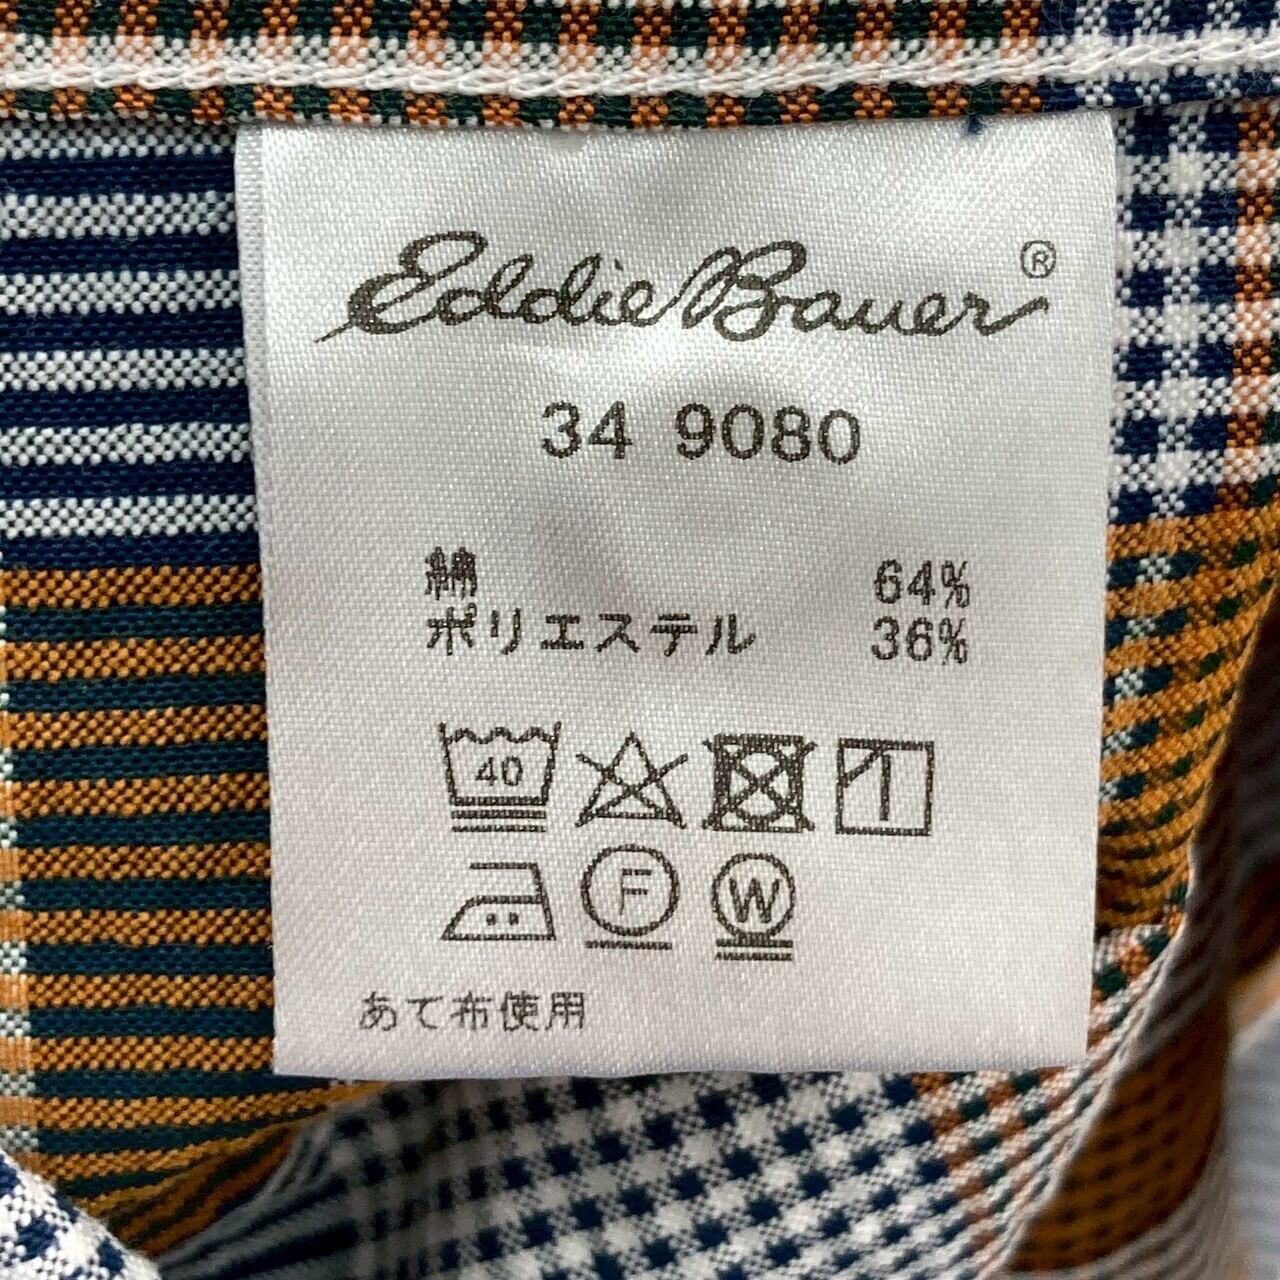 Eddie Bauer®
34 9080
綿 64%
ポリエステル 36%
40
F W
あて布使用